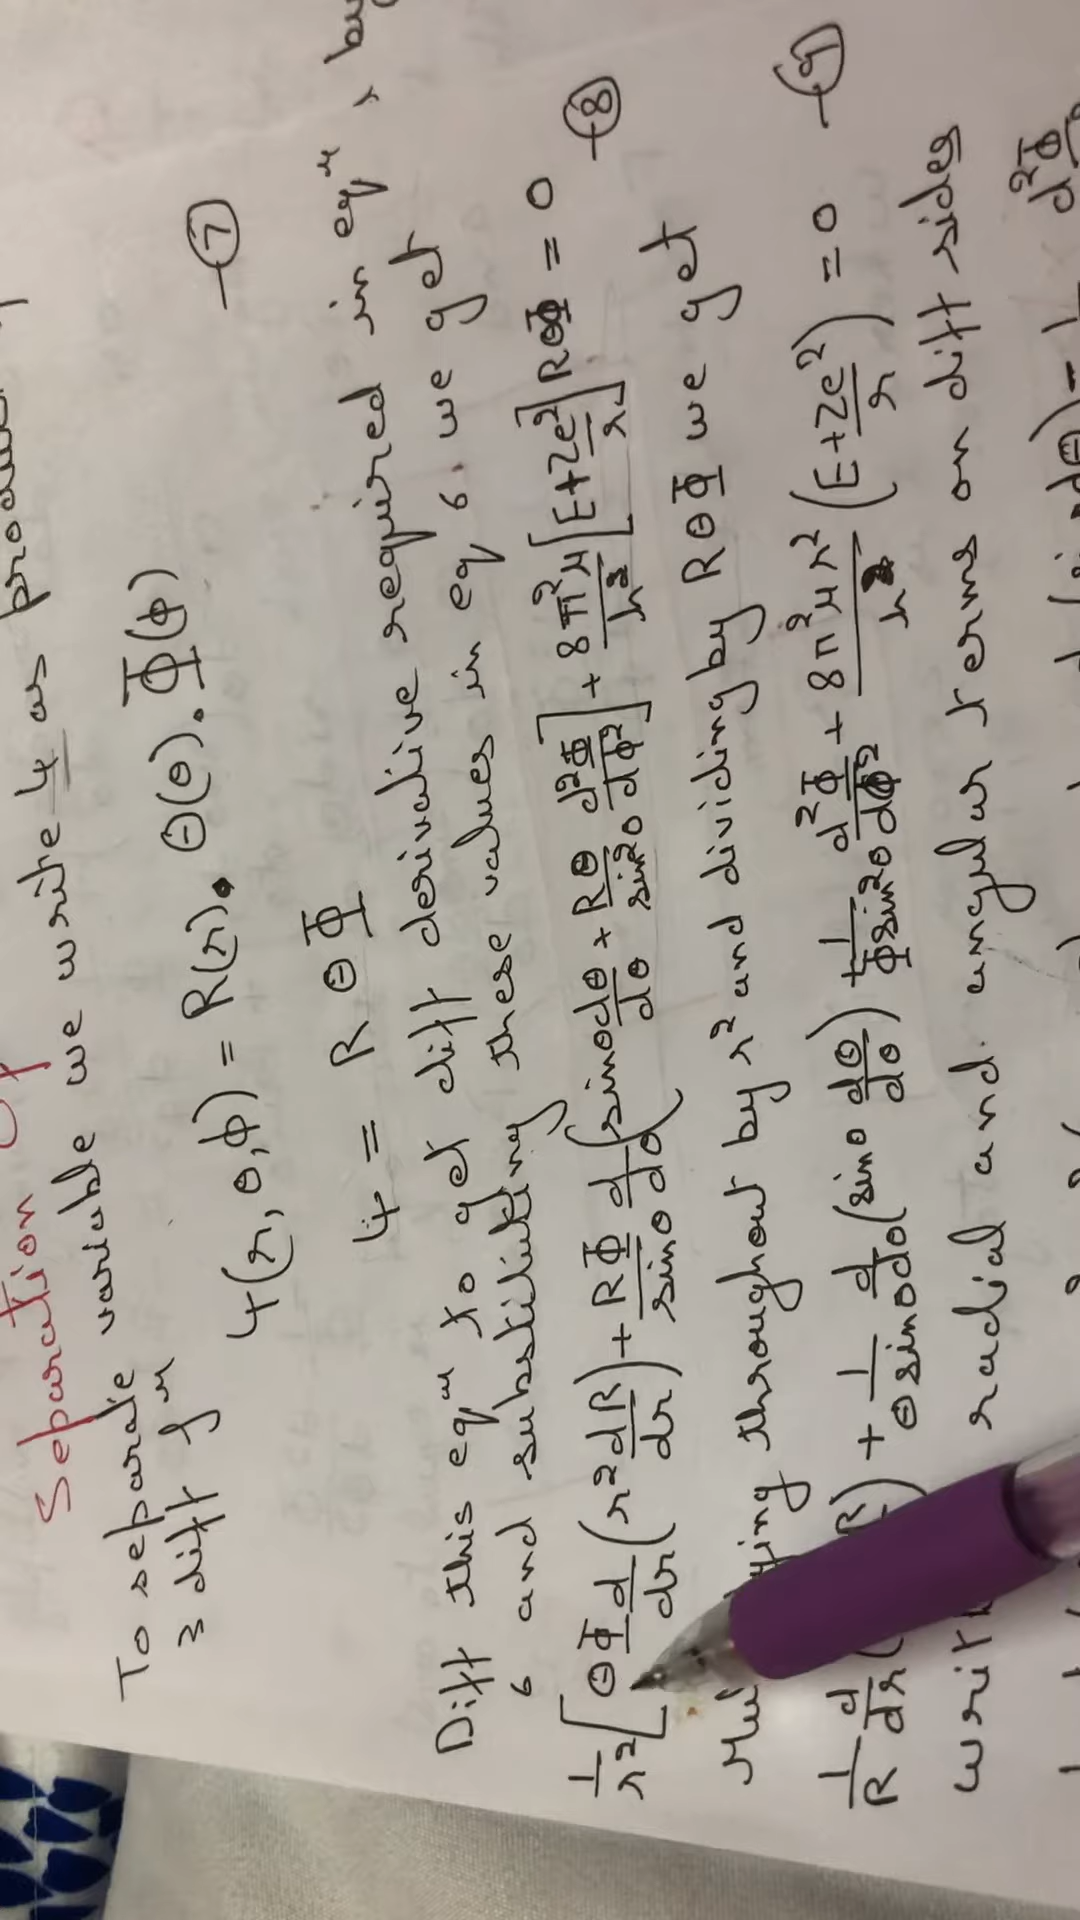 Separation of
To separate variable we write ψ as
3 diff fⁿ
ψ(r, θ, ϕ) = R(r). Θ(θ). Φ(ϕ) —⑦
ψ = R Θ Φ
Diff this eqⁿ to get diff derivative required in eqⁿ
6 and substituting these values in eq 6. we get
1/r² [ΘΦ d/dr (r² dR/dr) + RΦ/sinθ d/dθ (sinθ dΘ/dθ + RΘ/sin²θ d²Φ/dϕ²] + 8π²μ/h² [E + Ze²/r] RΘΦ = 0 —⑧
throughout by r² and dividing by RΘΦ we get
1/R d/dr ( + 1/Θ sinθ d/dθ (sinθ dΘ/dθ) + 1/Φ sin²θ d²Φ/dϕ² + 8π²μr²/h² (E + Ze²/r) = 0 —⑨
radial and angular terms on diff sides